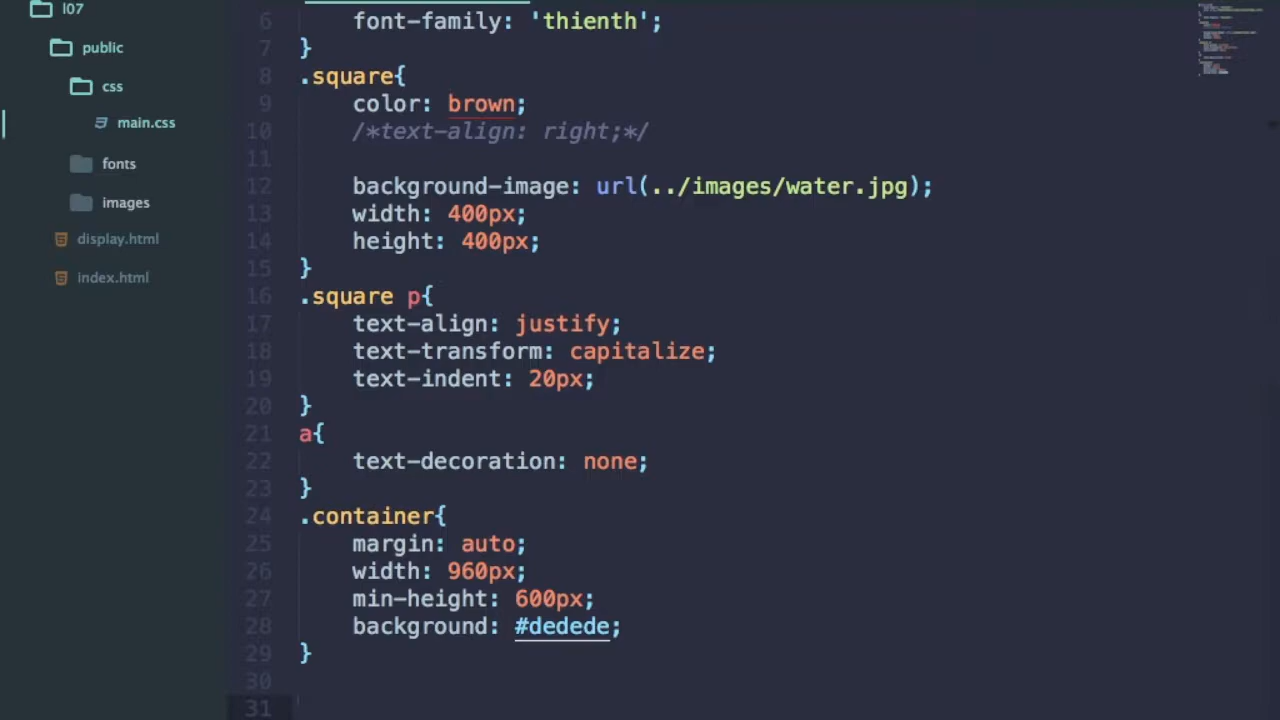 l07
public
css
main.css
fonts
images
display.html
index.html
6 font-family: 'thienth';
7 }
8 .square{
9 color: brown;
10 /*text-align: right;*/
11
12 background-image: url(../images/water.jpg);
13 width: 400px;
14 height: 400px;
15 }
16 .square p{
17 text-align: justify;
18 text-transform: capitalize;
19 text-indent: 20px;
20 }
21 a{
22 text-decoration: none;
23 }
24 .container{
25 margin: auto;
26 width: 960px;
27 min-height: 600px;
28 background: #dedede;
29 }
30
31